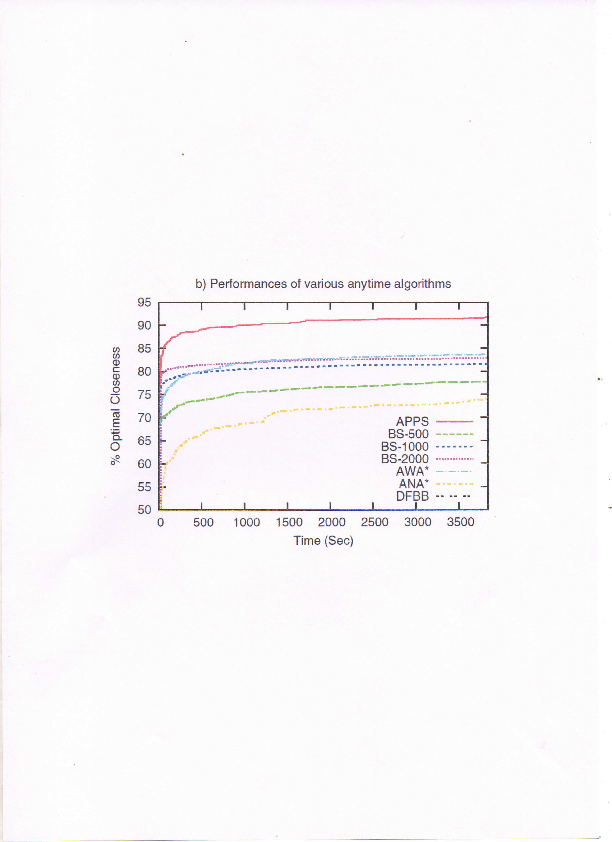 b) Performances of various anytime algorithms
95
90
85
80
75
70
65
60
55
50
% Optimal Closeness
APPS
BS-500
BS-1000
BS-2000
AWA*
ANA*
DFBB
0 500 1000 1500 2000 2500 3000 3500
Time (Sec)